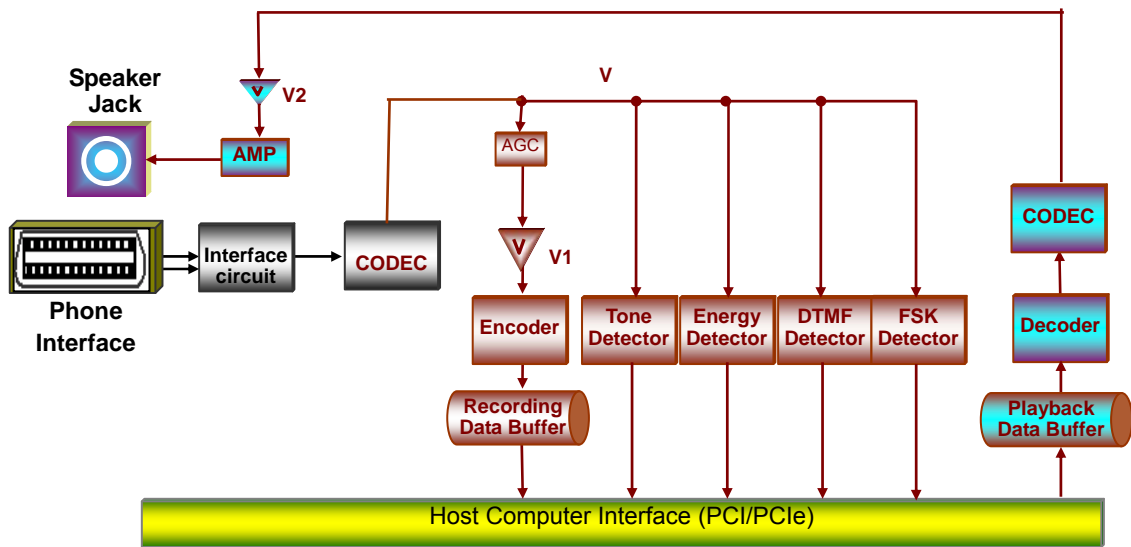 Speaker
Jack
V
V2
AMP
V
AGC
V
V1
CODEC
Interface
circuit
CODEC
Phone
Interface
Encoder
Tone
Detector
Energy
Detector
DTMF
Detector
FSK
Detector
Decoder
Recording
Data Buffer
Playback
Data Buffer
Host Computer Interface (PCI/PCIe)